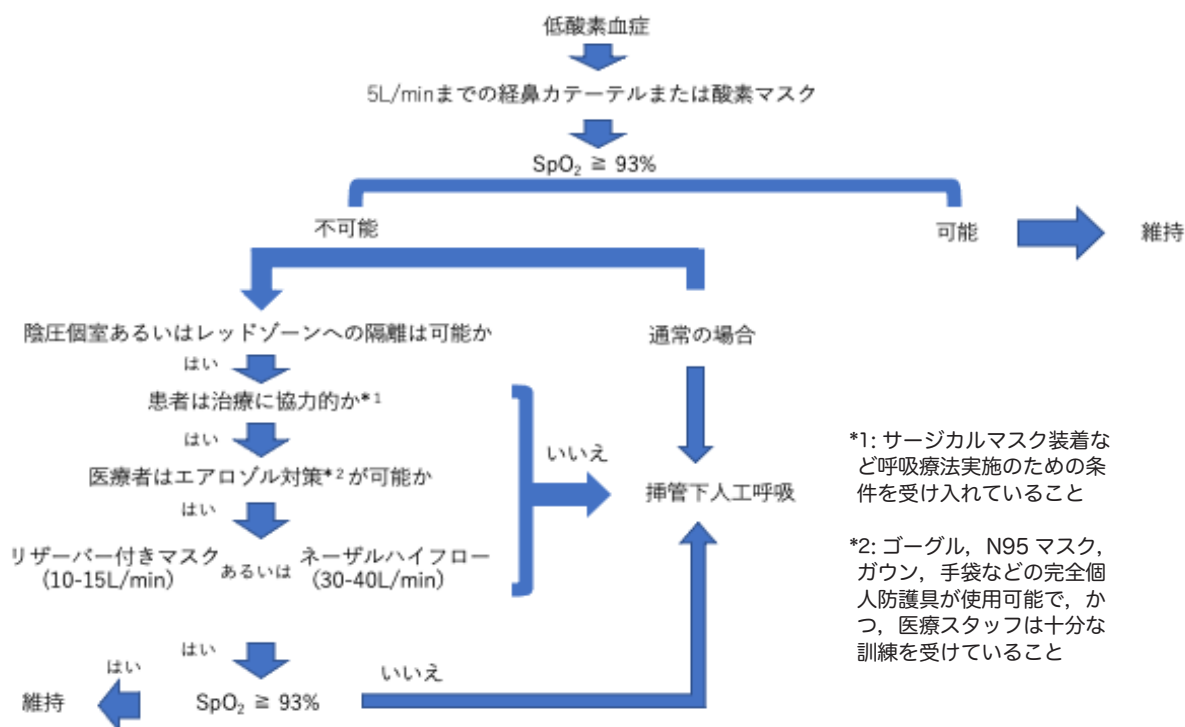 低酸素血症
5L/minまでの経鼻カテーテルまたは酸素マスク
SpO₂ ≧ 93%
不可能
可能
維持
陰圧個室あるいはレッドゾーンへの隔離は可能か
通常の場合
はい
患者は治療に協力的か*1
はい
いいえ
医療者はエアロゾル対策*2が可能か
挿管下人工呼吸
はい
リザーバー付きマスク
(10-15L/min)
あるいは
ネーザルハイフロー
(30-40L/min)
はい
はい
いいえ
維持
SpO₂ ≧ 93%
*1: サージカルマスク装着な
ど呼吸療法実施のための条
件を受け入れていること
*2: ゴーグル，N95 マスク，
ガウン，手袋などの完全個
人防護具が使用可能で，か
つ，医療スタッフは十分な
訓練を受けていること